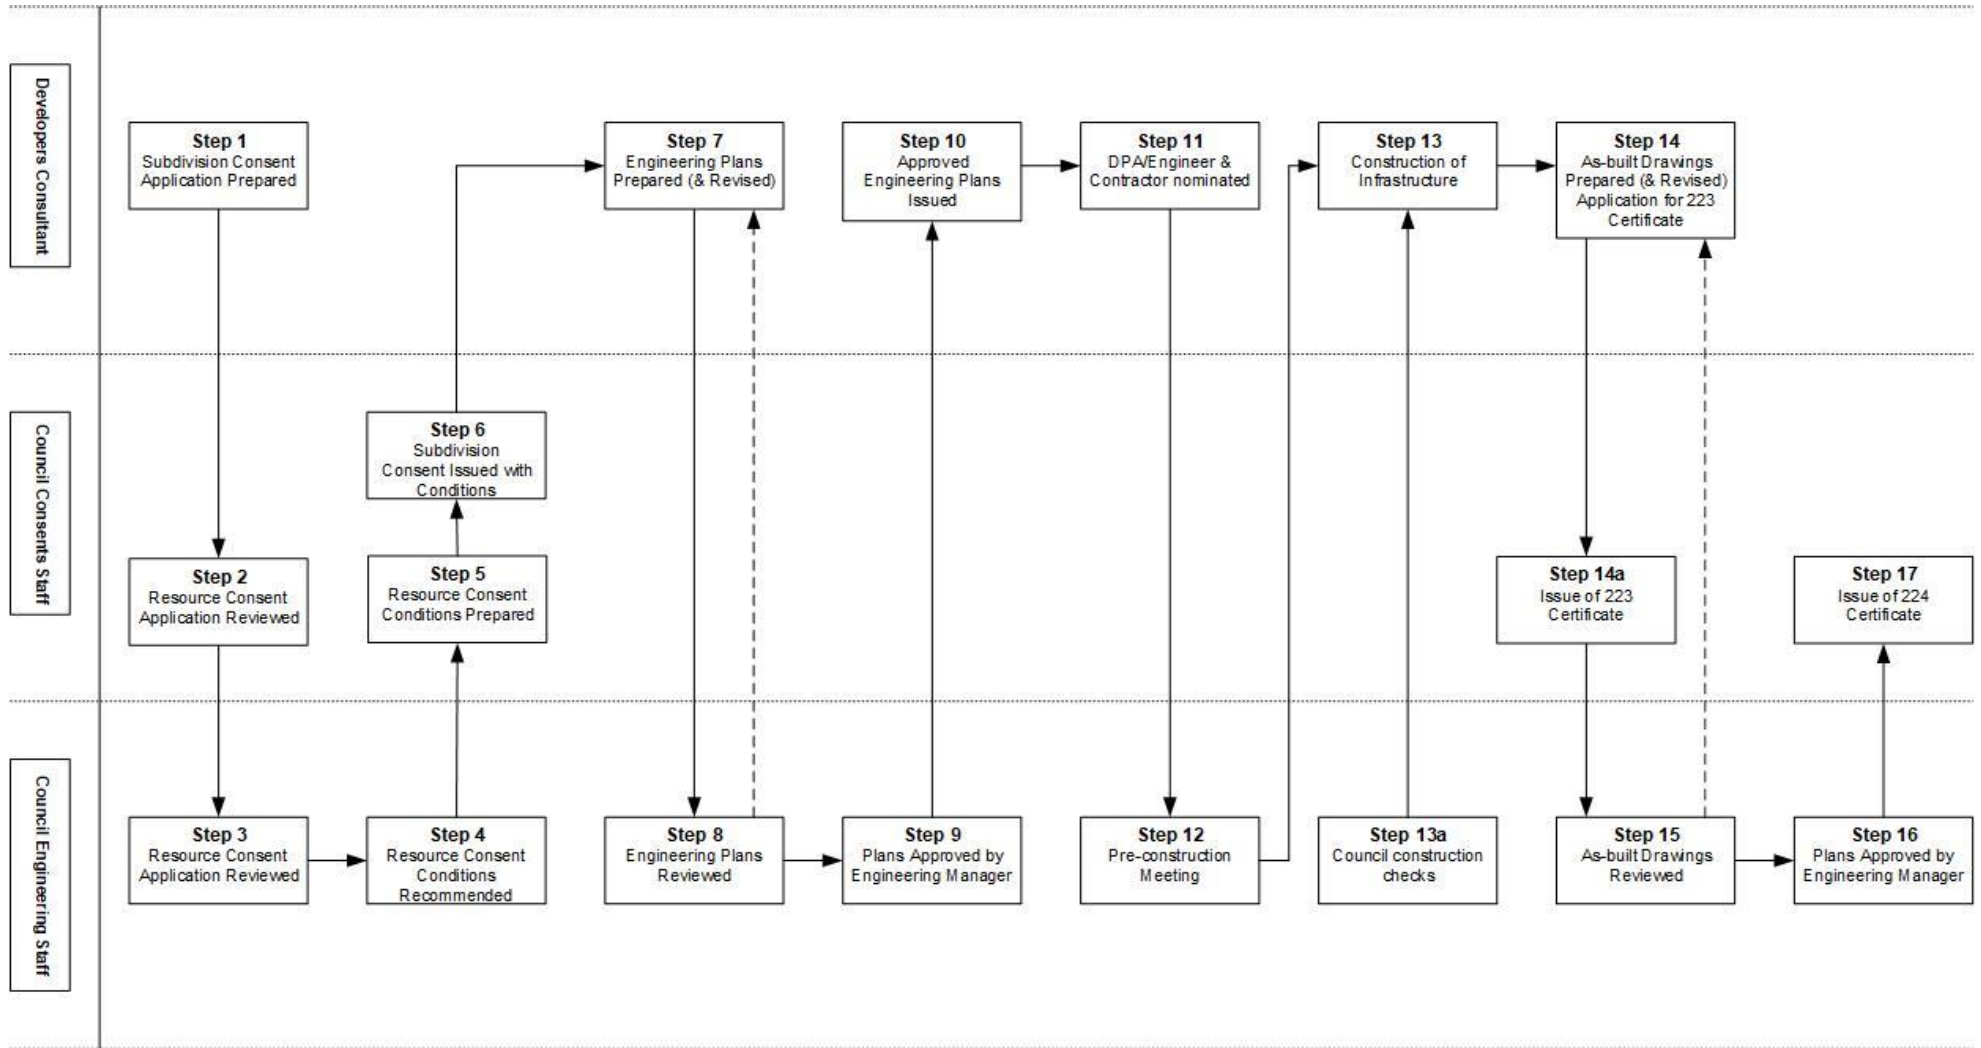 Developers Consultant
Step 1
Subdivision Consent
Application Prepared
Step 7
Engineering Plans
Prepared (& Revised)
Step 10
Approved
Engineering Plans
Issued
Step 11
DPA/Engineer &
Contractor nominated
Step 13
Construction of
Infrastructure
Step 14
As-built Drawings
Prepared (& Revised)
Application for 223
Certificate
Council Consents Staff
Step 2
Resource Consent
Application Reviewed
Step 6
Subdivision
Consent Issued with
Conditions
Step 5
Resource Consent
Conditions Prepared
Step 14a
Issue of 223
Certificate
Step 17
Issue of 224
Certificate
Council Engineering Staff
Step 3
Resource Consent
Application Reviewed
Step 4
Resource Consent
Conditions
Recommended
Step 8
Engineering Plans
Reviewed
Step 9
Plans Approved by
Engineering Manager
Step 12
Pre-construction
Meeting
Step 13a
Council construction
checks
Step 15
As-built Drawings
Reviewed
Step 16
Plans Approved by
Engineering Manager